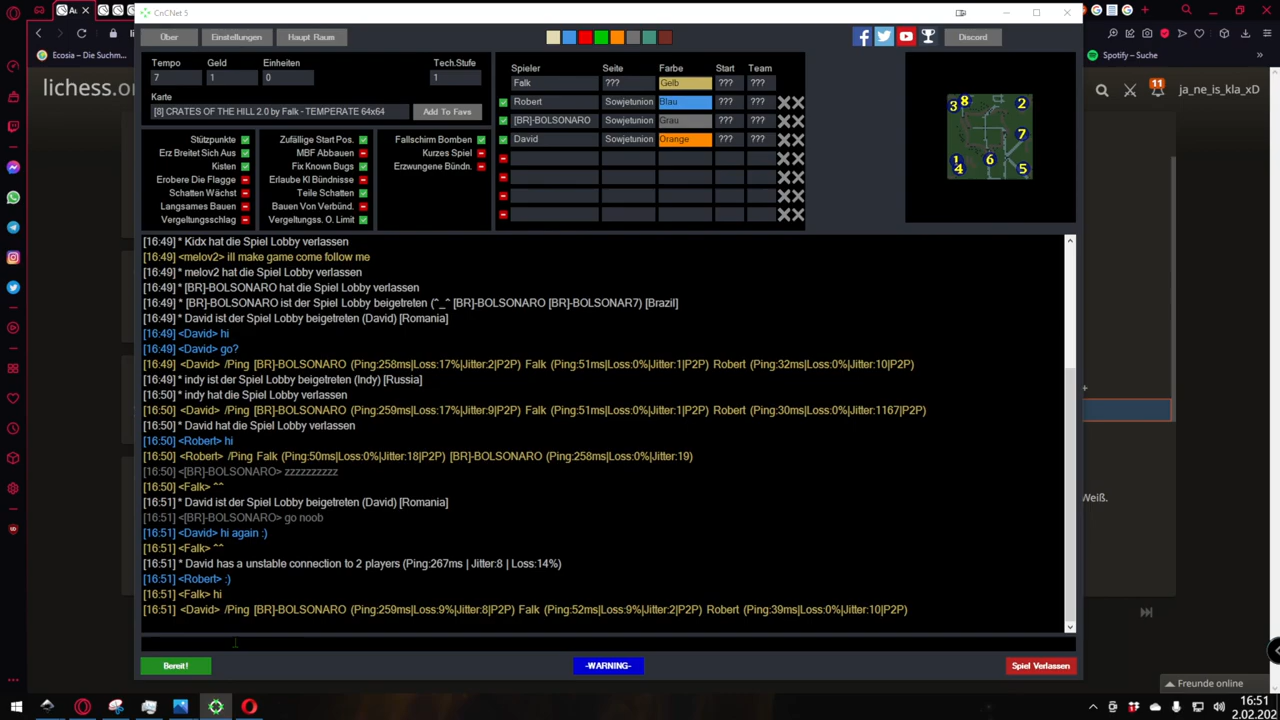 CnCNet 5
Ecosia – Die Suchm...
Spotify – Suche
lichess.or
11
ja_ne_is_kla_xD
Über
Einstellungen
Haupt Raum
Discord
Tempo
Geld
Einheiten
Tech.Stufe
7
1
0
1
Karte
[8] CRATES OF THE HILL 2.0 by Falk - TEMPERATE 64x64
Add To Favs
Stützpunkte
Erz Breitet Sich Aus
Kisten
Erobere Die Flagge
Schatten Wächst
Langsames Bauen
Vergeltungsschlag
Zufällige Start Pos.
MBF Abbauen
Fix Known Bugs
Erlaube KI Bündnisse
Teile Schatten
Bauen Von Verbünd.
Vergeltungss. O. Limit
Fallschirm Bomben
Kurzes Spiel
Erzwungene Bündn.
Spieler Seite Farbe Start Team
Falk ??? Gelb ??? ???
Robert Sowjetunion Blau ??? ???
[BR]-BOLSONARO Sowjetunion Grau ??? ???
David Sowjetunion Orange ??? ???
3 8 2
7
1 6
4 5
[16:49] * Kidx hat die Spiel Lobby verlassen
[16:49] <melov2> ill make game come follow me
[16:49] * melov2 hat die Spiel Lobby verlassen
[16:49] * [BR]-BOLSONARO hat die Spiel Lobby verlassen
[16:49] * [BR]-BOLSONARO ist der Spiel Lobby beigetreten (^_^ [BR]-BOLSONARO [BR]-BOLSONAR7) [Brazil]
[16:49] * David ist der Spiel Lobby beigetreten (David) [Romania]
[16:49] <David> hi
[16:49] <David> go?
[16:49] <David> /Ping [BR]-BOLSONARO (Ping:258ms|Loss:17%|Jitter:2|P2P) Falk (Ping:51ms|Loss:0%|Jitter:1|P2P) Robert (Ping:32ms|Loss:0%|Jitter:10|P2P)
[16:49] * indy ist der Spiel Lobby beigetreten (Indy) [Russia]
[16:50] * indy hat die Spiel Lobby verlassen
[16:50] <David> /Ping [BR]-BOLSONARO (Ping:259ms|Loss:17%|Jitter:9|P2P) Falk (Ping:51ms|Loss:0%|Jitter:1|P2P) Robert (Ping:30ms|Loss:0%|Jitter:1167|P2P)
[16:50] * David hat die Spiel Lobby verlassen
[16:50] <Robert> hi
[16:50] <Robert> /Ping Falk (Ping:50ms|Loss:0%|Jitter:18|P2P) [BR]-BOLSONARO (Ping:258ms|Loss:0%|Jitter:19)
[16:50] <[BR]-BOLSONARO> zzzzzzzzzz
[16:50] <Falk> ^^
[16:51] * David ist der Spiel Lobby beigetreten (David) [Romania]
[16:51] <[BR]-BOLSONARO> go noob
[16:51] <David> hi again :)
[16:51] <Falk> ^^
[16:51] * David has a unstable connection to 2 players (Ping:267ms | Jitter:8 | Loss:14%)
[16:51] <Robert> :)
[16:51] <Falk> hi
[16:51] <David> /Ping [BR]-BOLSONARO (Ping:259ms|Loss:9%|Jitter:8|P2P) Falk (Ping:52ms|Loss:9%|Jitter:2|P2P) Robert (Ping:39ms|Loss:0%|Jitter:10|P2P)
Weiß.
Bereit!
-WARNING-
Spiel Verlassen
Freunde online
16:51
2.02.202